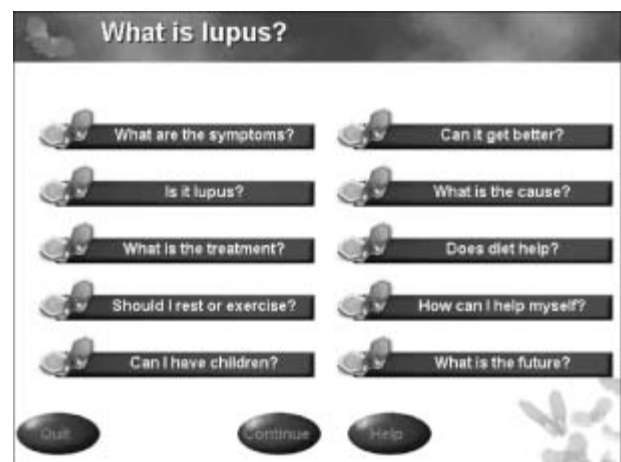 What is lupus?
What are the symptoms?
Is it lupus?
What is the treatment?
Should I rest or exercise?
Can I have children?
Can it get better?
What is the cause?
Does diet help?
How can I help myself?
What is the future?
Quit
Continue
Help